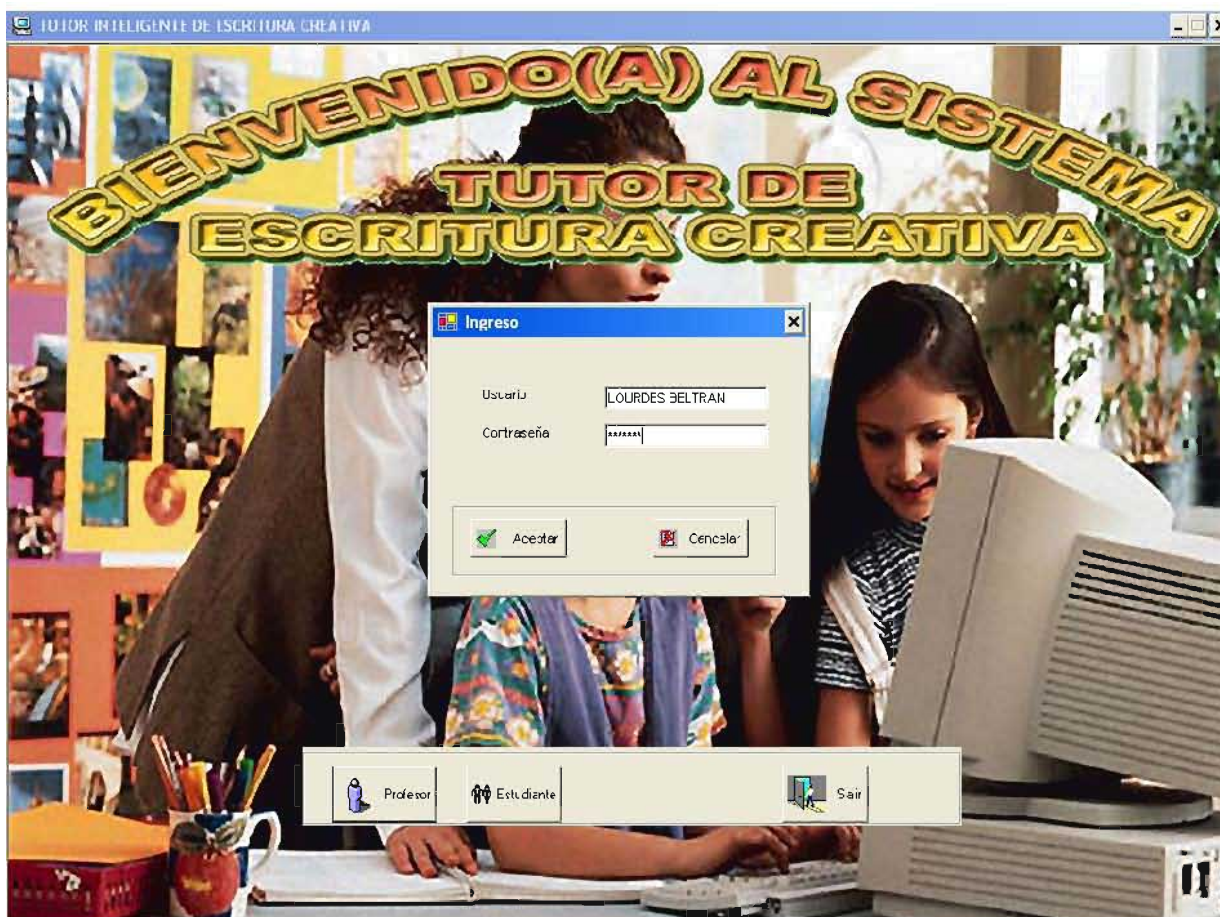 TUTOR INTELIGENTE DE ESCRITURA CREATIVA
BIENVENIDO(A) AL SISTEMA
TUTOR DE
ESCRITURA CREATIVA
Ingreso
Usuario
LOURDES BELTRAN
Contraseña
Aceptar
Cancelar
Profesor
Estudiante
Salir